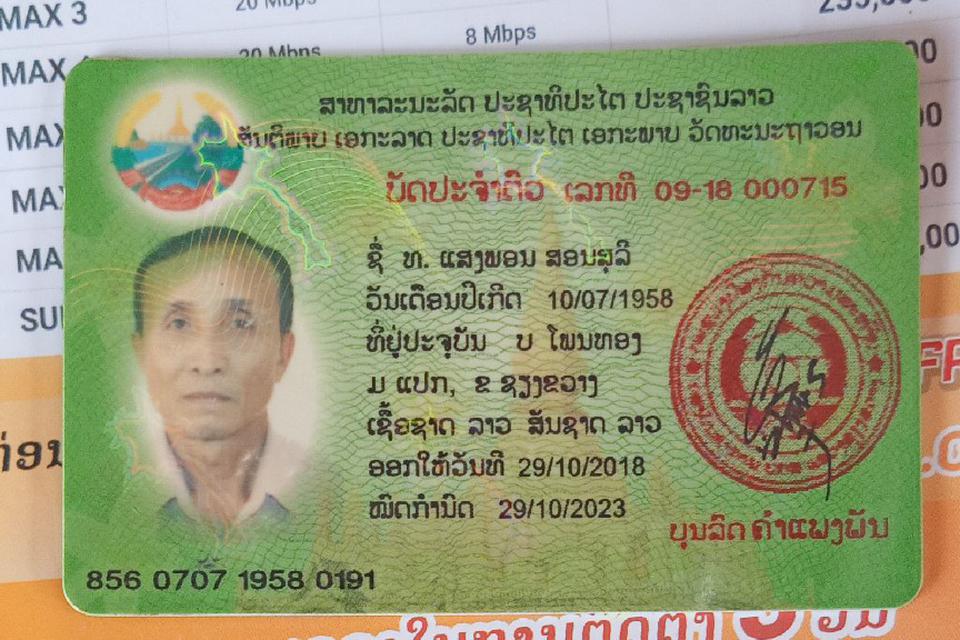 MAX 3
20 Mbps
MAX
20 Mbps
8 Mbps
ສາທາລະນະລັດ ປະຊາທິປະໄຕ ປະຊາຊົນລາວ
ສັນຕິພາບ ເອກະລາດ ປະຊາທິປະໄຕ ເອກະພາບ ວັດທະນະຖາວອນ
ບັດປະຈຳຕົວ ເລກທີ 09-18 000715
ຊື່ ທ. ແສງພອນ ສອນສຸລິ
ວັນເດືອນປີເກີດ 10/07/1958
ທີ່ຢູ່ປະຈຸບັນ ບ ໂພນທອງ
ມ ແປກ, ຂ ຊຽງຂວາງ
ເຊື້ອຊາດ ລາວ ສັນຊາດ ລາວ
ອອກໃຫ້ວັນທີ 29/10/2018
ໝົດກຳນົດ 29/10/2023
ບຸນລົດ ຄຳແພງພັນ
856 0707 1958 0191